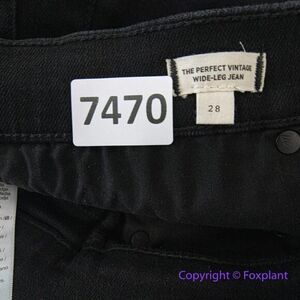 THE PERFECT VINTAGE
WIDE-LEG JEAN
28
7470
Copyright © Foxplant